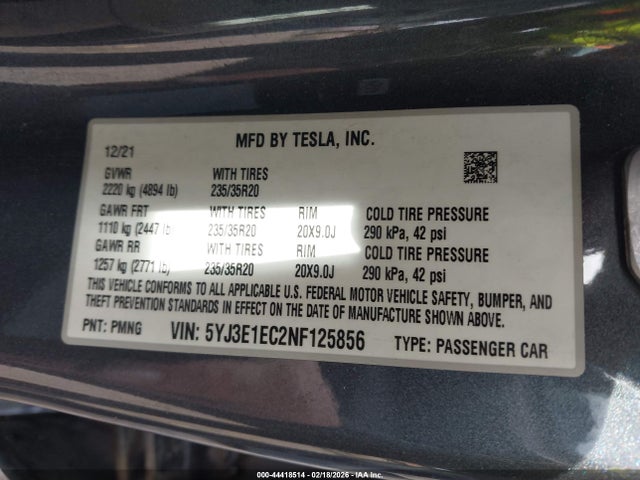 MFD BY TESLA, INC.
12/21
GVWR WITH TIRES
2220 kg (4894 lb) 235/35R20
GAWR FRT WITH TIRES RIM COLD TIRE PRESSURE
1110 kg (2447 lb 235/35R20 20X9.0J 290 kPa, 42 psi
GAWR RR WITH TIRES RIM COLD TIRE PRESSURE
1257 kg (2771 lb) 235/35R20 20X9.0J 290 kPa, 42 psi
THIS VEHICLE CONFORMS TO ALL APPLICABLE U.S. FEDERAL MOTOR VEHICLE SAFETY, BUMPER, AND
THEFT PREVENTION STANDARDS IN EFFECT ON THE DATE OF MANUFACTURE SHOWN ABOVE.
PNT: PMNG VIN: 5YJ3E1EC2NF125856 TYPE: PASSENGER CAR
000-44418514 - 02/18/2026 - IAA Inc.